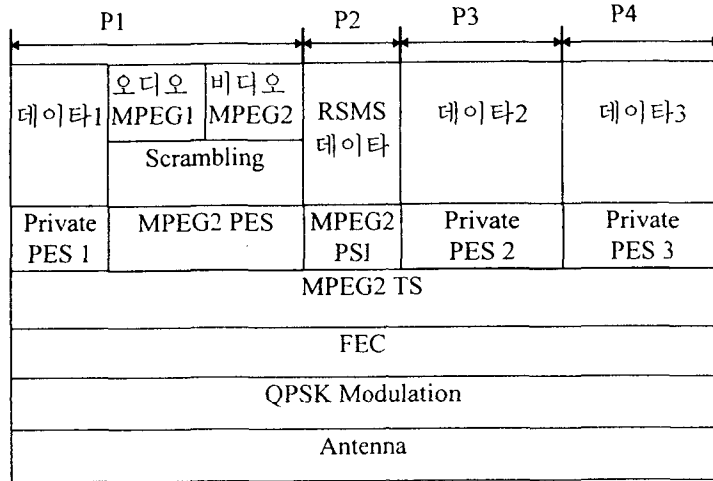 P1 P2 P3 P4
데이타1 오디오 MPEG1 비디오 MPEG2 RSMS 데이타 데이타2 데이타3
Scrambling
Private PES 1 MPEG2 PES MPEG2 PSI Private PES 2 Private PES 3
MPEG2 TS
FEC
QPSK Modulation
Antenna